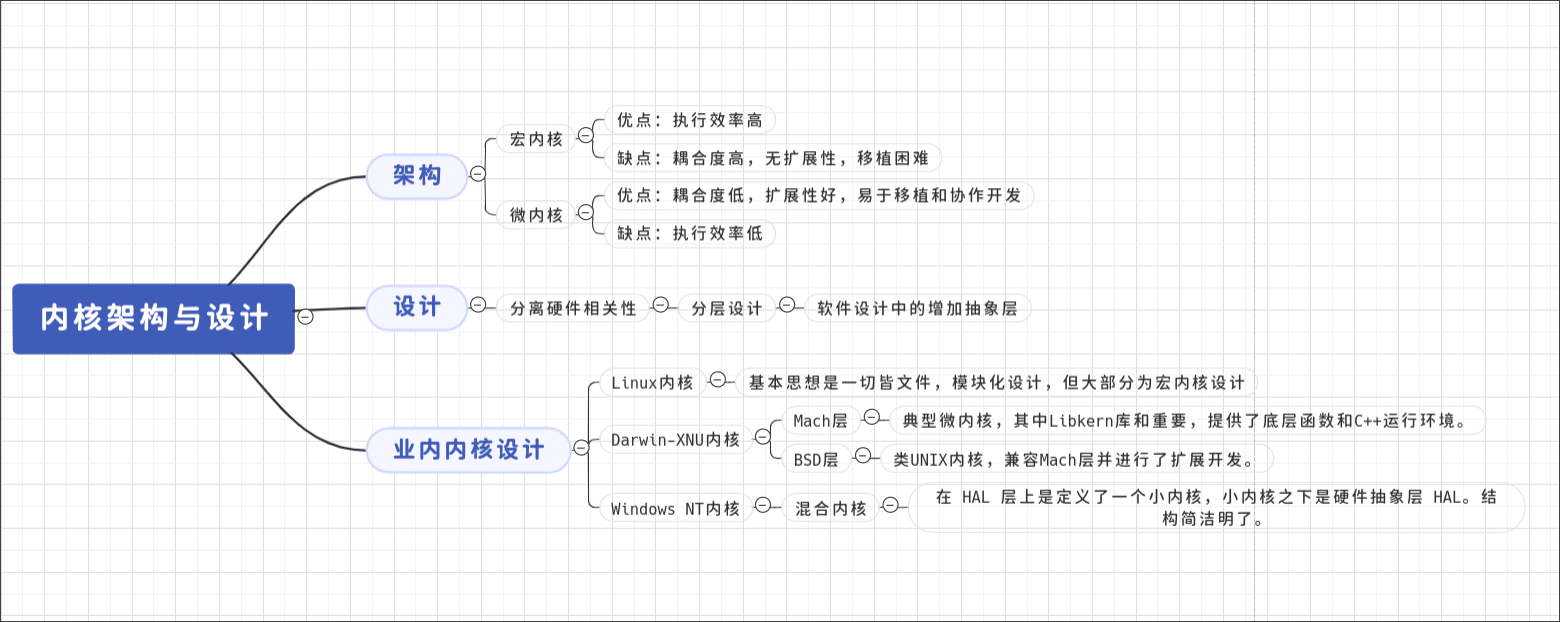 内核架构与设计
架构
宏内核
优点：执行效率高
缺点：耦合度高，无扩展性，移植困难
微内核
优点：耦合度低，扩展性好，易于移植和协作开发
缺点：执行效率低
设计
分离硬件相关性
分层设计
软件设计中的增加抽象层
业内内核设计
Linux内核
基本思想是一切皆文件，模块化设计，但大部分为宏内核设计
Darwin-XNU内核
Mach层
典型微内核，其中Libkern库和重要，提供了底层函数和C++运行环境。
BSD层
类UNIX内核，兼容Mach层并进行了扩展开发。
Windows NT内核
混合内核
在 HAL 层上是定义了一个小内核，小内核之下是硬件抽象层 HAL。结
构简洁明了。